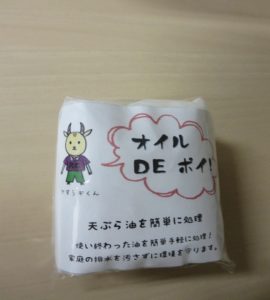 オイル
DE ポイ!
天ぷら油を簡単に処理
使い終わった油を簡単手軽に処理!
家庭の排水を汚さずに環境を守ります。